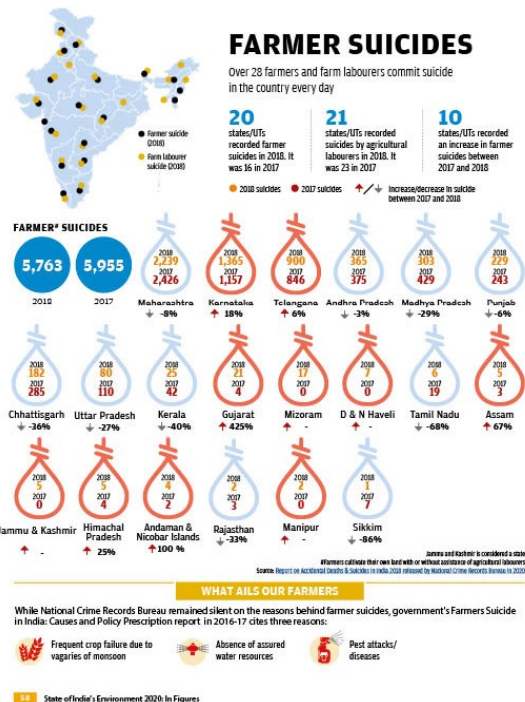 FARMER SUICIDES
Over 28 farmers and farm labourers commit suicide
in the country every day
Farmer suicide
(2018)
Farm labourer
suicide (2018)
20
states/UTs
recorded farmer
suicides in 2018. It
was 16 in 2017
21
states/UTs recorded
suicides by agricultural
labourers in 2018. It
was 23 in 2017
10
states/UTs recorded
an increase in farmer
suicides between
2017 and 2018
2018 suicides
2017 suicides
Increase/decrease in suicide
between 2017 and 2018
FARMER# SUICIDES
5,763
2018
5,955
2017
2018
2,239
2017
2,426
Maharashtra
-8%
2018
1,365
2017
1,157
Karnataka
18%
2018
900
2017
846
Telangana
6%
2018
365
2017
375
Andhra Pradesh
-3%
2018
303
2017
429
Madhya Pradesh
-29%
2018
229
2017
243
Punjab
-6%
2018
182
2017
285
Chhattisgarh
-36%
2018
80
2017
110
Uttar Pradesh
-27%
2018
25
2017
42
Kerala
-40%
2018
21
2017
4
Gujarat
425%
2018
17
2017
0
Mizoram
-
2018
7
2017
0
D & N Haveli
-
2018
6
2017
19
Tamil Nadu
-68%
2018
5
2017
3
Assam
67%
2018
5
2017
0
Jammu & Kashmir
-
2018
5
2017
4
Himachal
Pradesh
25%
2018
4
2017
2
Andaman &
Nicobar Islands
100 %
2018
2
2017
3
Rajasthan
-33%
2018
2
2017
0
Manipur
-
2018
1
2017
7
Sikkim
-86%
Jammu and Kashmir is considered a state
#Farmers cultivate their own land with or without assistance of agricultural labourers
Source: Report on Accidental Deaths & Suicides in India 2018 released by National Crime Records Bureau in 2020
WHAT AILS OUR FARMERS
While National Crime Records Bureau remained silent on the reasons behind farmer suicides, government's Farmers Suicide
in India: Causes and Policy Prescription report in 2016-17 cites three reasons:
Frequent crop failure due to
vagaries of monsoon
Absence of assured
water resources
Pest attacks/
diseases
58
State of India's Environment 2020: In Figures